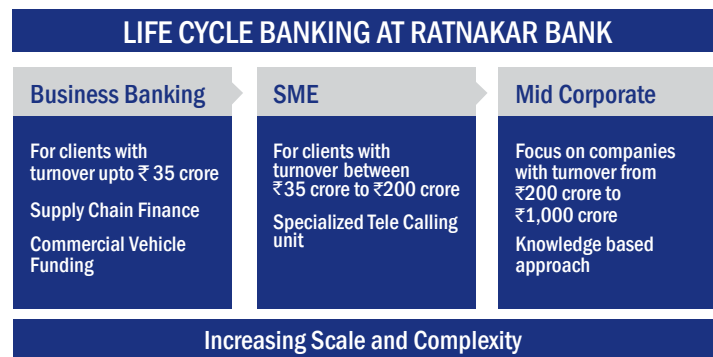 LIFE CYCLE BANKING AT RATNAKAR BANK
Business Banking
For clients with
turnover upto ₹ 35 crore
Supply Chain Finance
Commercial Vehicle
Funding
SME
For clients with
turnover between
₹35 crore to ₹200 crore
Specialized Tele Calling
unit
Mid Corporate
Focus on companies
with turnover from
₹200 crore to
₹1,000 crore
Knowledge based
approach
Increasing Scale and Complexity